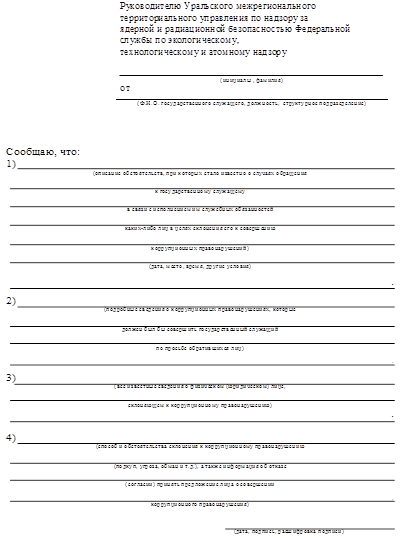 Руководителю Уральского межрегионального
территориального управления по надзору за
ядерной и радиационной безопасностью Федеральной
службы по экологическому,
технологическому и атомному надзору
(инициалы, фамилия)
от
(Ф.И.О. государственного служащего, должность, структурное подразделение)
Сообщаю, что:
1)
(описание обстоятельств, при которых стало известно о случаях обращения
к государственному служащему
в связи с исполнением им служебных обязанностей
каких-либо лиц в целях склонения его к совершению
коррупционных правонарушений)
(дата, место, время, другие условия)
.
2)
(подробные сведения о коррупционных правонарушениях, которые
должен был бы совершить государственный служащий
по просьбе обратившихся лиц)
.
3)
(все известные сведения о физическом (юридическом) лице,
склоняющем к коррупционному правонарушению)
.
4)
(способ и обстоятельства склонения к коррупционному правонарушению
(подкуп, угроза, обман и т.д.), а также информация об отказе
(согласии) принять предложение лица о совершении
коррупционного правонарушения)
.
(дата, подпись, расшифровка подписи)